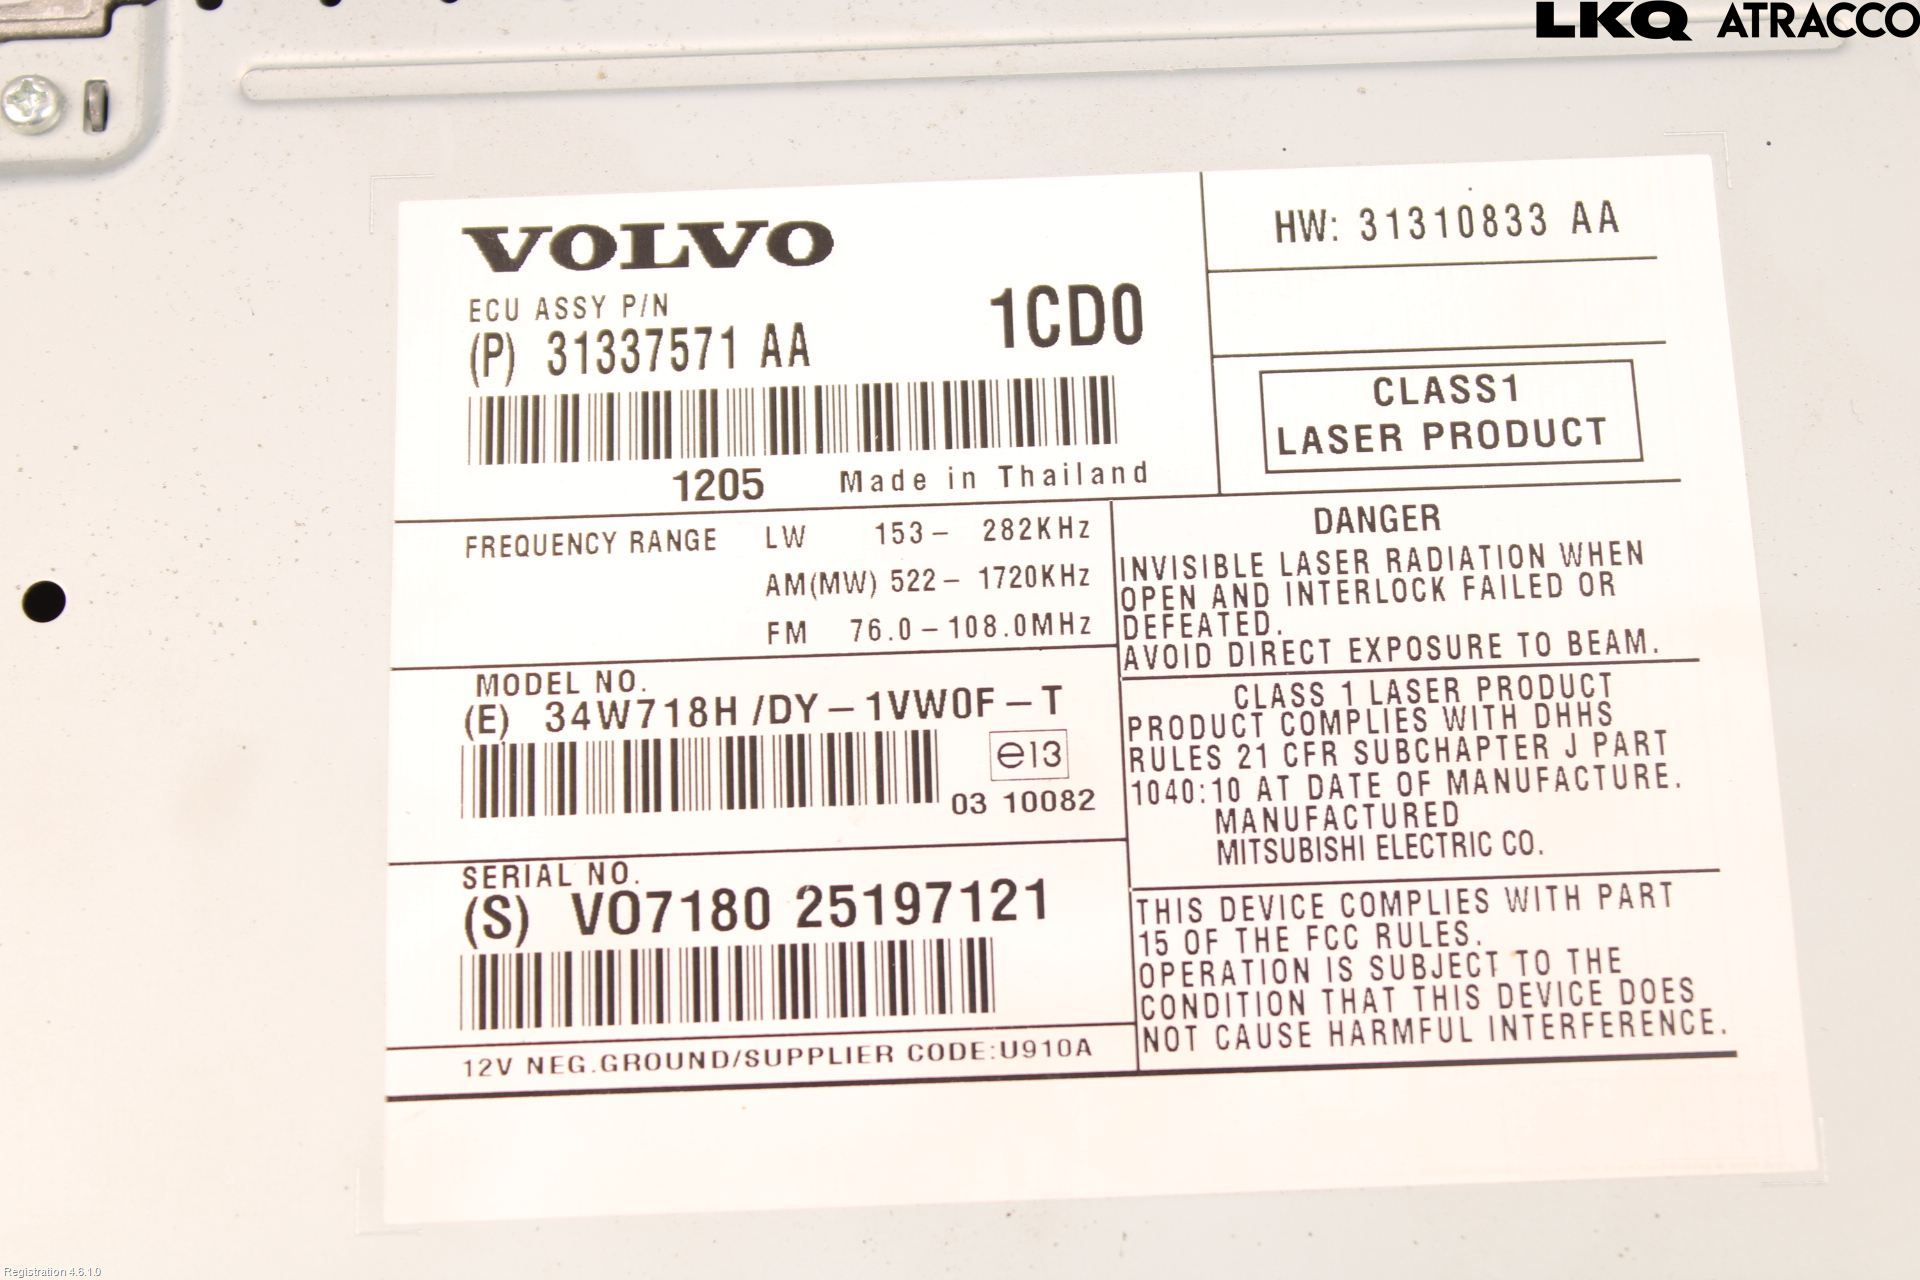 LKQ ATRACCO
VOLVO
ECU ASSY P/N
(P) 31337571 AA
1CD0
1205 Made in Thailand
HW: 31310833 AA
CLASS1
LASER PRODUCT
FREQUENCY RANGE LW 153 - 282KHz
AM(MW) 522 - 1720KHz
FM 76.0 - 108.0MHz
DANGER
INVISIBLE LASER RADIATION WHEN
OPEN AND INTERLOCK FAILED OR
DEFEATED.
AVOID DIRECT EXPOSURE TO BEAM.
MODEL NO.
(E) 34W718H /DY-1VW0F-T
e13
03 10082
CLASS 1 LASER PRODUCT
PRODUCT COMPLIES WITH DHHS
RULES 21 CFR SUBCHAPTER J PART
1040:10 AT DATE OF MANUFACTURE.
MANUFACTURED
MITSUBISHI ELECTRIC CO.
SERIAL NO.
(S) VO7180 25197121
THIS DEVICE COMPLIES WITH PART
15 OF THE FCC RULES.
OPERATION IS SUBJECT TO THE
CONDITION THAT THIS DEVICE DOES
NOT CAUSE HARMFUL INTERFERENCE.
12V NEG.GROUND/SUPPLIER CODE:U910A
Registration 4.6.1.0